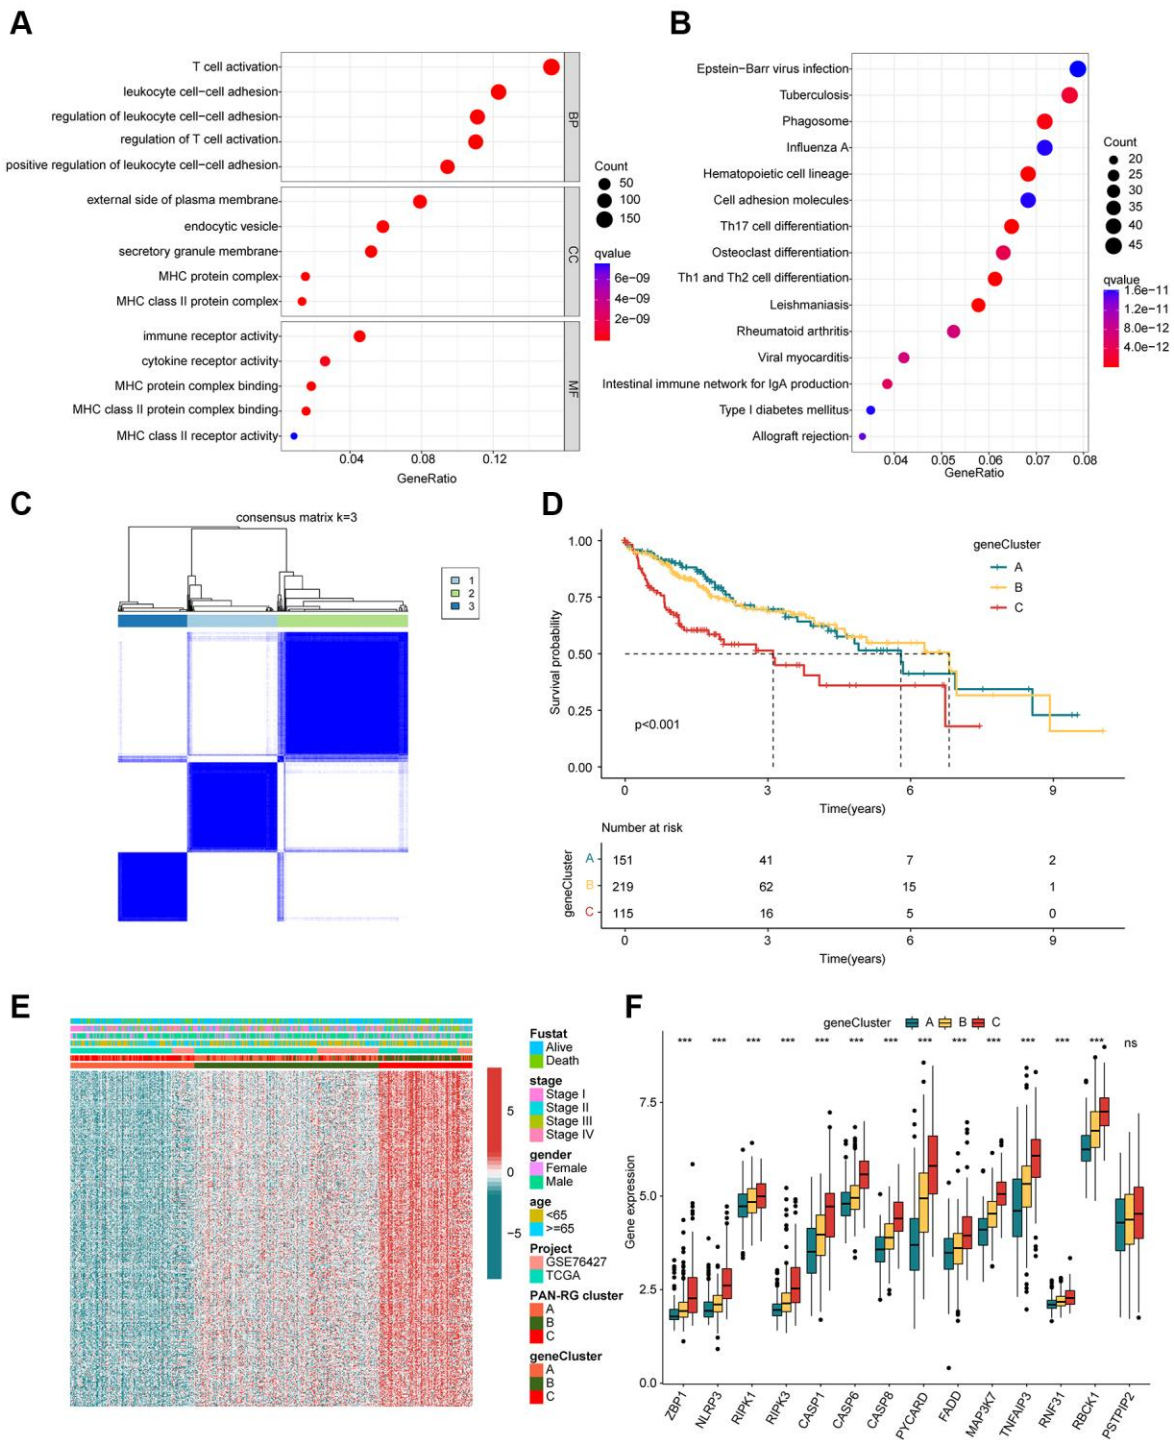 A
T cell activation
leukocyte cell−cell adhesion
regulation of leukocyte cell−cell adhesion
regulation of T cell activation
positive regulation of leukocyte cell−cell adhesion
BP
external side of plasma membrane
endocytic vesicle
secretory granule membrane
MHC protein complex
MHC class II protein complex
CC
immune receptor activity
cytokine receptor activity
MHC protein complex binding
MHC class II protein complex binding
MHC class II receptor activity
MF
0.04 0.08 0.12
GeneRatio
Count
50
100
150
qvalue
6e−09
4e−09
2e−09
B
Epstein−Barr virus infection
Tuberculosis
Phagosome
Influenza A
Hematopoietic cell lineage
Cell adhesion molecules
Th17 cell differentiation
Osteoclast differentiation
Th1 and Th2 cell differentiation
Leishmaniasis
Rheumatoid arthritis
Viral myocarditis
Intestinal immune network for IgA production
Type I diabetes mellitus
Allograft rejection
0.04 0.05 0.06 0.07 0.08
GeneRatio
Count
20
25
30
35
40
45
qvalue
1.6e−11
1.2e−11
8.0e−12
4.0e−12
C
consensus matrix k=3
1
2
3
D
geneCluster
A
B
C
Survival probability
1.00
0.75
0.50
0.25
0.00
p<0.001
0 3 6 9
Time(years)
Number at risk
geneCluster
A 151 41 7 2
B 219 62 15 1
C 115 16 5 0
0 3 6 9
Time(years)
E
5
0
−5
Fustat
Alive
Death
stage
Stage I
Stage II
Stage III
Stage IV
gender
Female
Male
age
<65
>=65
Project
GSE76427
TCGA
PAN-RG cluster
A
B
C
geneCluster
A
B
C
F
geneCluster A B C
*** *** *** *** *** *** *** *** *** *** *** *** *** ns
Gene expression
7.5
5.0
2.5
0.0
ZBP1 NLRP3 RIPK1 RIPK3 CASP1 CASP6 CASP8 PYCARD FADD MAP3K7 TNFAIP3 RNF31 RBCK1 PSTPIP2